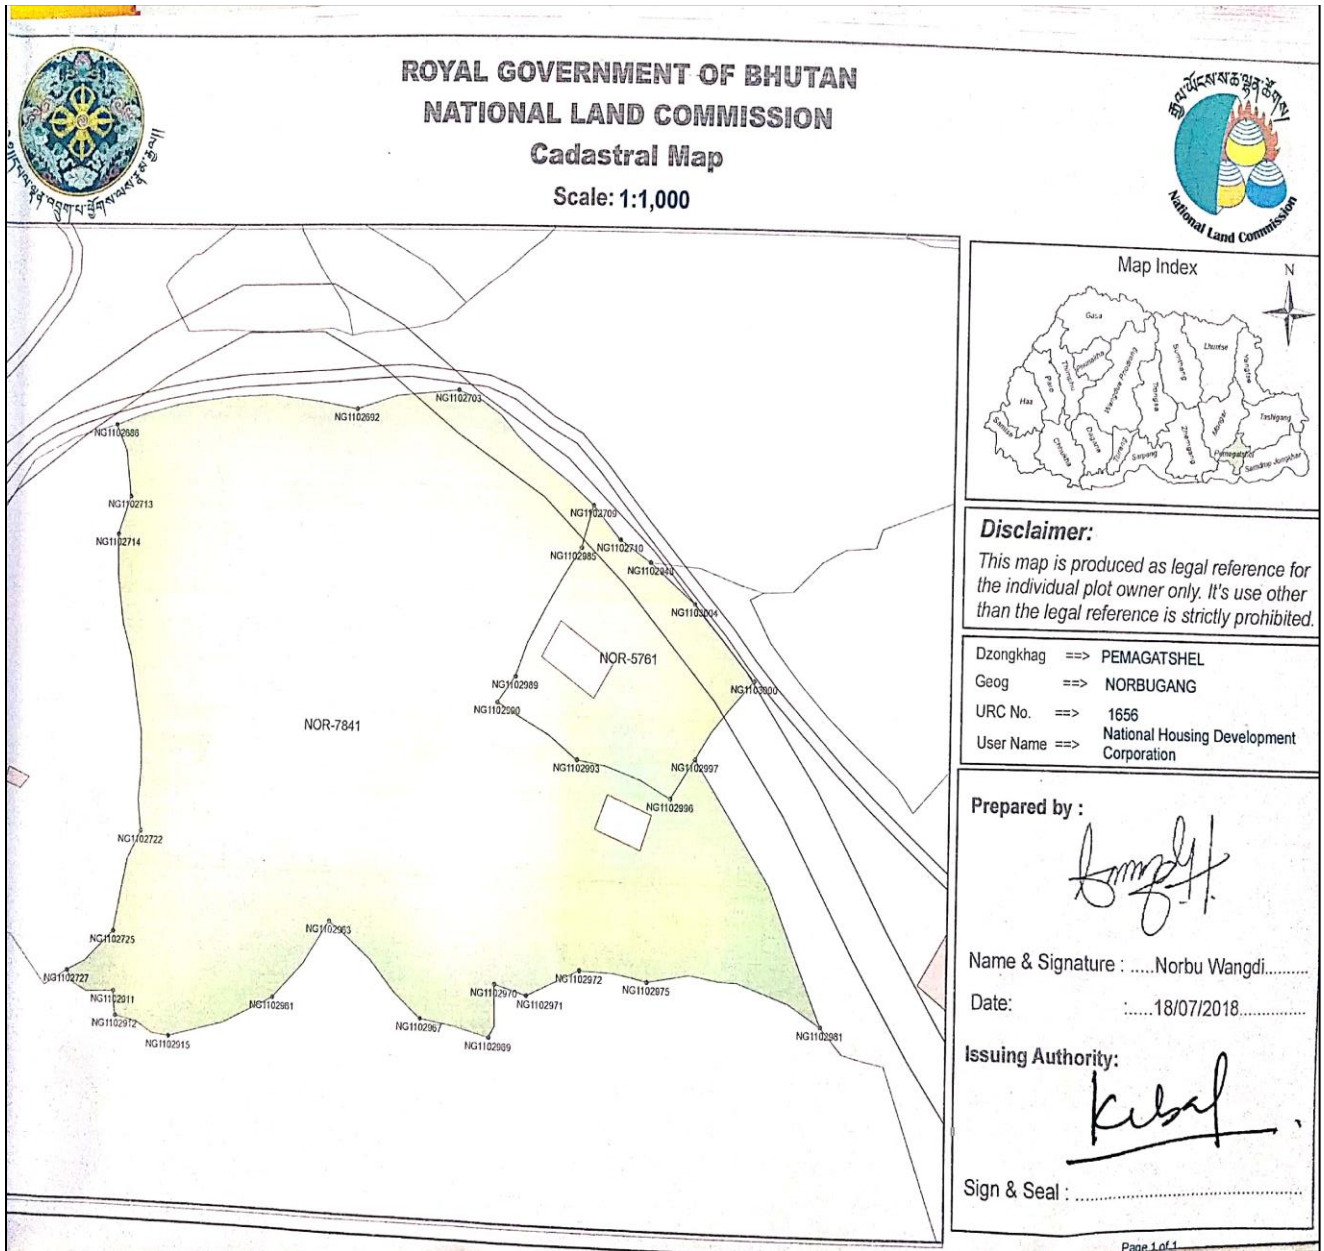 ROYAL GOVERNMENT OF BHUTAN
NATIONAL LAND COMMISSION
Cadastral Map
Scale: 1:1,000
National Land Commission
NG1102703
NG1102692
NG1102686
NG1102713
NG1102709
NG1102714
NG1102710
NG1102985
NG1102940
NG1103004
NOR-5761
NG1102989
NG1103000
NG1102990
NOR-7841
NG1102993
NG1102997
NG1102996
NG1102722
NG1102963
NG1102725
NG1102727
NG1102972
NG1102975
NG1102970
NG1102911
NG1102961
NG1102971
NG1102912
NG1102967
NG1102981
NG1102915
NG1102969
Map Index
N
Gasa
Lhuntse
Punakha
Thimphu
Wangdue Phodrang
Bumthang
Yangtse
Paro
Haa
Trongsa
Mongar
Tashigang
Samtse
Chhukha
Dagana
Tsirang
Sarpang
Zhemgang
Pemagatshel
Samdrup Jongkhar
Disclaimer:
This map is produced as legal reference for
the individual plot owner only. It's use other
than the legal reference is strictly prohibited.
Dzongkhag ==> PEMAGATSHEL
Geog ==> NORBUGANG
URC No. ==> 1656
User Name ==> National Housing Development
Corporation
Prepared by :
Name & Signature : .....Norbu Wangdi..........
Date: :.....18/07/2018...............
Issuing Authority:
Sign & Seal : ....................................................
Page 1 of 1